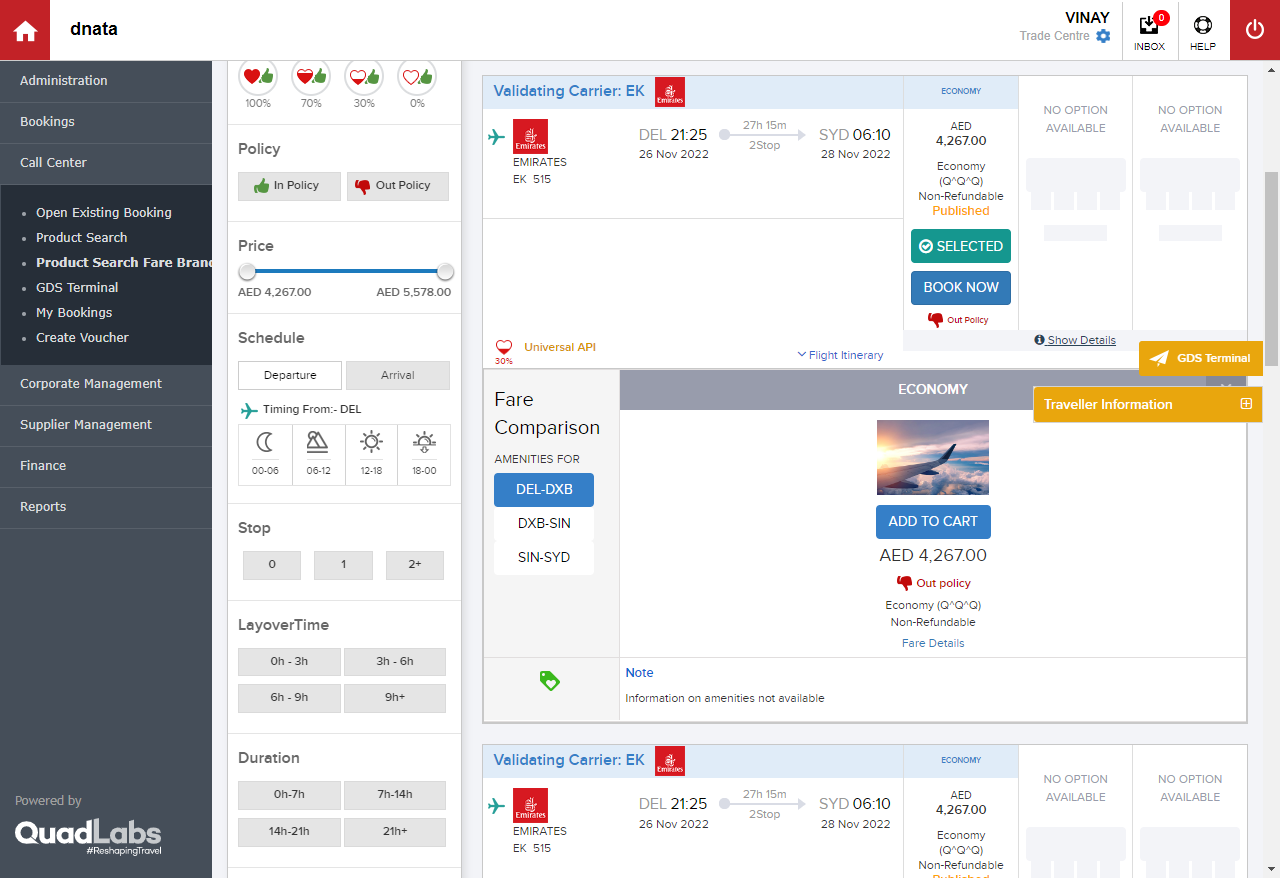 dnata
VINAY
Trade Centre
0
INBOX
HELP
Administration
Bookings
Call Center
Open Existing Booking
Product Search
Product Search Fare Bran
GDS Terminal
My Bookings
Create Voucher
Corporate Management
Supplier Management
Finance
Reports
Powered by
QuadLabs
#ReshapingTravel
100%
70%
30%
0%
Policy
In Policy
Out Policy
Price
AED 4,267.00
AED 5,578.00
Schedule
Departure
Arrival
Timing From:- DEL
00-06
06-12
12-18
18-00
Stop
0
1
2+
LayoverTime
0h - 3h
3h - 6h
6h - 9h
9h+
Duration
0h-7h
7h-14h
14h-21h
21h+
Validating Carrier: EK
Emirates
ECONOMY
Emirates
EMIRATES
EK 515
DEL 21:25
26 Nov 2022
27h 15m
2Stop
SYD 06:10
28 Nov 2022
AED
4,267.00
Economy
(Q^Q^Q)
Non-Refundable
Published
SELECTED
BOOK NOW
Out Policy
NO OPTION
AVAILABLE
NO OPTION
AVAILABLE
30%
Universal API
Flight Itinerary
Show Details
GDS Terminal
Traveller Information
Fare
Comparison
AMENITIES FOR
DEL-DXB
DXB-SIN
SIN-SYD
ECONOMY
ADD TO CART
AED 4,267.00
Out policy
Economy (Q^Q^Q)
Non-Refundable
Fare Details
Note
Information on amenities not available
Validating Carrier: EK
Emirates
ECONOMY
Emirates
EMIRATES
EK 515
DEL 21:25
26 Nov 2022
27h 15m
2Stop
SYD 06:10
28 Nov 2022
AED
4,267.00
Economy
(Q^Q^Q)
Non-Refundable
Published
NO OPTION
AVAILABLE
NO OPTION
AVAILABLE